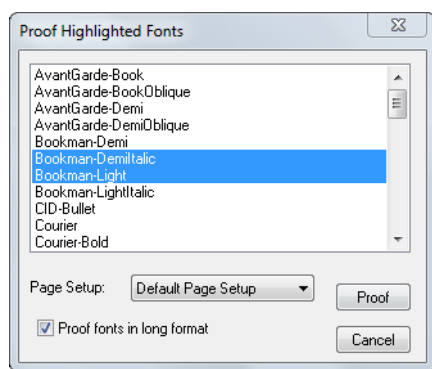 Proof Highlighted Fonts
AvantGarde-Book
AvantGarde-BookOblique
AvantGarde-Demi
AvantGarde-DemiOblique
Bookman-Demi
Bookman-DemiItalic
Bookman-Light
Bookman-LightItalic
CID-Bullet
Courier
Courier-Bold
Page Setup: Default Page Setup
Proof
Proof fonts in long format
Cancel